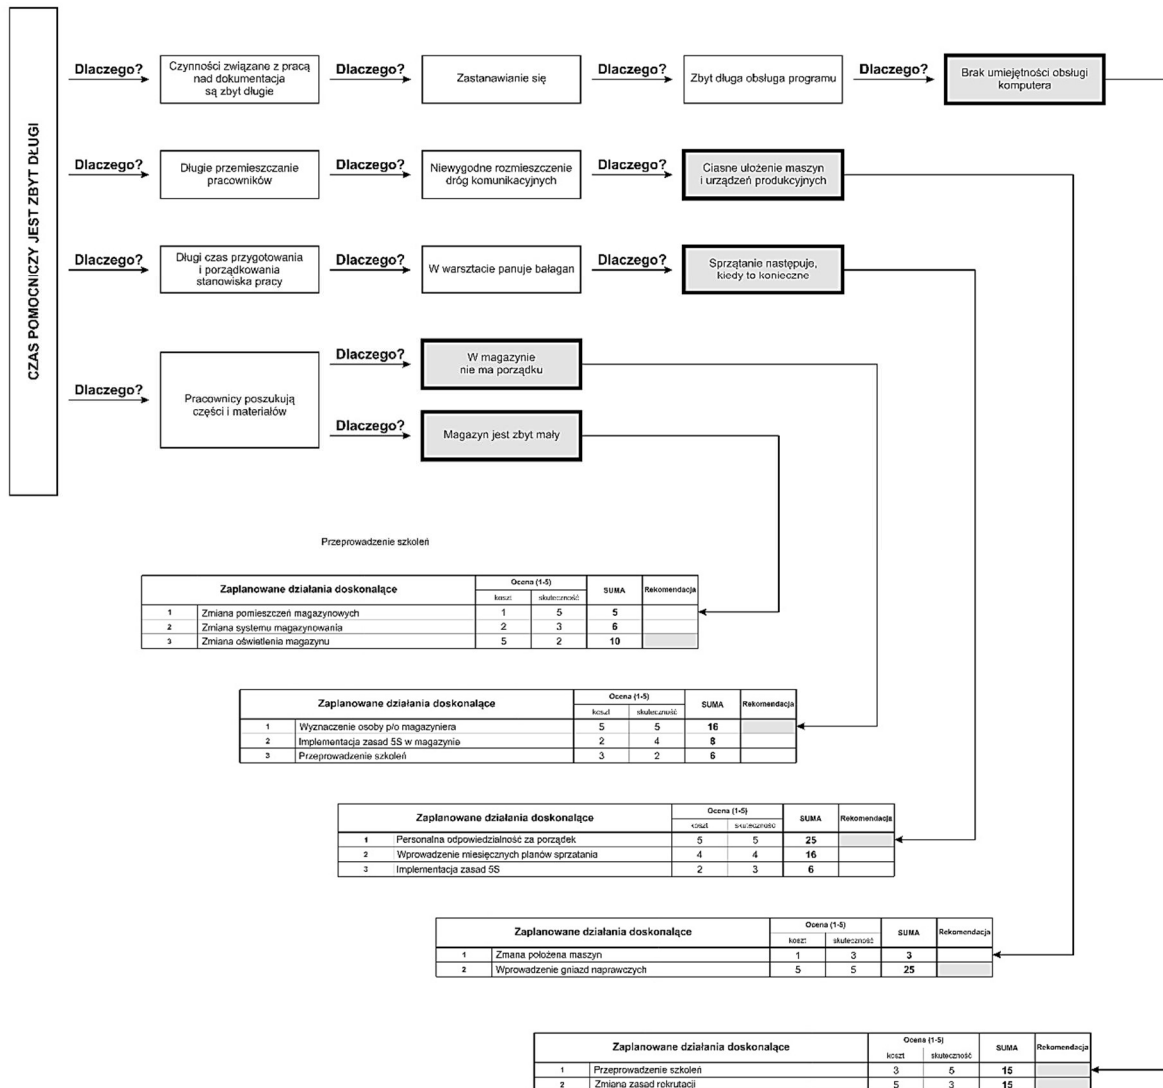 CZAS POMOCNICZY JEST ZBYT DŁUGI
Dlaczego?
Czynności związane z pracą
nad dokumentacja
są zbyt długie
Dlaczego?
Zastanawianie się
Dlaczego?
Zbyt długa obsługa programu
Dlaczego?
Brak umiejętności obsługi
komputera
Dlaczego?
Długie przemieszczanie
pracowników
Dlaczego?
Niewygodne rozmieszczenie
dróg komunikacyjnych
Dlaczego?
Ciasne ułożenie maszyn
i urządzeń produkcyjnych
Dlaczego?
Długi czas przygotowania
i porządkowania
stanowiska pracy
Dlaczego?
W warsztacie panuje bałagan
Dlaczego?
Sprzątanie następuje,
kiedy to konieczne
Dlaczego?
Pracownicy poszukują
części i materiałów
Dlaczego?
W magazynie
nie ma porządku
Dlaczego?
Magazyn jest zbyt mały
Przeprowadzenie szkoleń
Zaplanowane działania doskonalące Ocena (1-5) SUMA Rekomendacja
koszt skuteczność
1 Zmiana pomieszczeń magazynowych 1 5 5
2 Zmiana systemu magazynowania 2 3 6
3 Zmiana oświetlenia magazynu 5 2 10
Zaplanowane działania doskonalące Ocena (1-5) SUMA Rekomendacja
koszt skuteczność
1 Wyznaczenie osoby p/o magazyniera 5 5 16
2 Implementacja zasad 5S w magazynie 2 4 8
3 Przeprowadzenie szkoleń 3 2 6
Zaplanowane działania doskonalące Ocena (1-5) SUMA Rekomendacja
koszt skuteczność
1 Personalna odpowiedzialność za porządek 5 5 25
2 Wprowadzenie miesięcznych planów sprzatania 4 4 16
3 Implementacja zasad 5S 2 3 6
Zaplanowane działania doskonalące Ocena (1-5) SUMA Rekomendacja
koszt skuteczność
1 Zmana położena maszyn 1 3 3
2 Wprowadzenie gniazd naprawczych 5 5 25
Zaplanowane działania doskonalące Ocena (1-5) SUMA Rekomendacja
koszt skuteczność
1 Przeprowadzenie szkoleń 3 5 15
2 Zmiana zasad rekrutacji 5 3 15